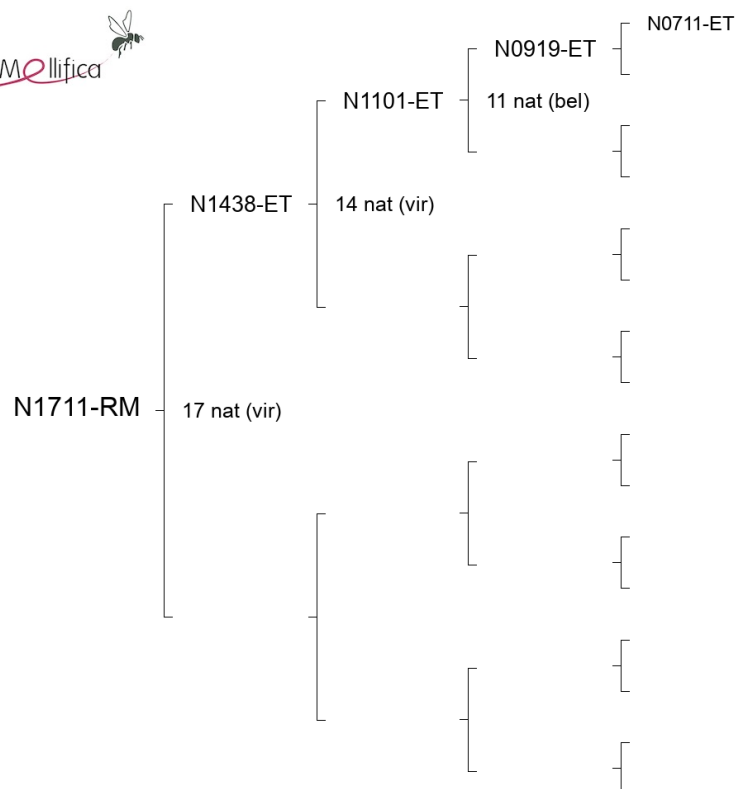 Mellifica
N0711-ET
N0919-ET
N1101-ET
11 nat (bel)
N1438-ET
14 nat (vir)
N1711-RM
17 nat (vir)